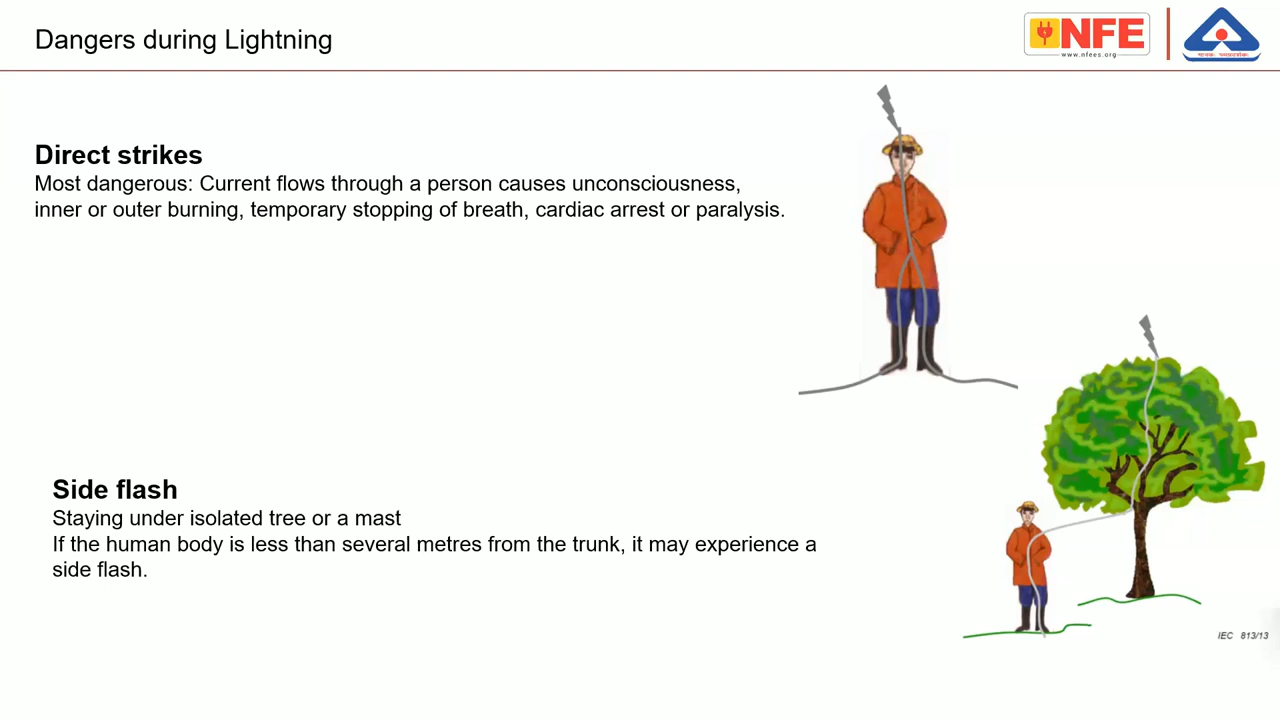 Dangers during Lightning
NFE
www.nfees.org
Direct strikes
Most dangerous: Current flows through a person causes unconsciousness,
inner or outer burning, temporary stopping of breath, cardiac arrest or paralysis.
Side flash
Staying under isolated tree or a mast
If the human body is less than several metres from the trunk, it may experience a
side flash.
IEC 813/13